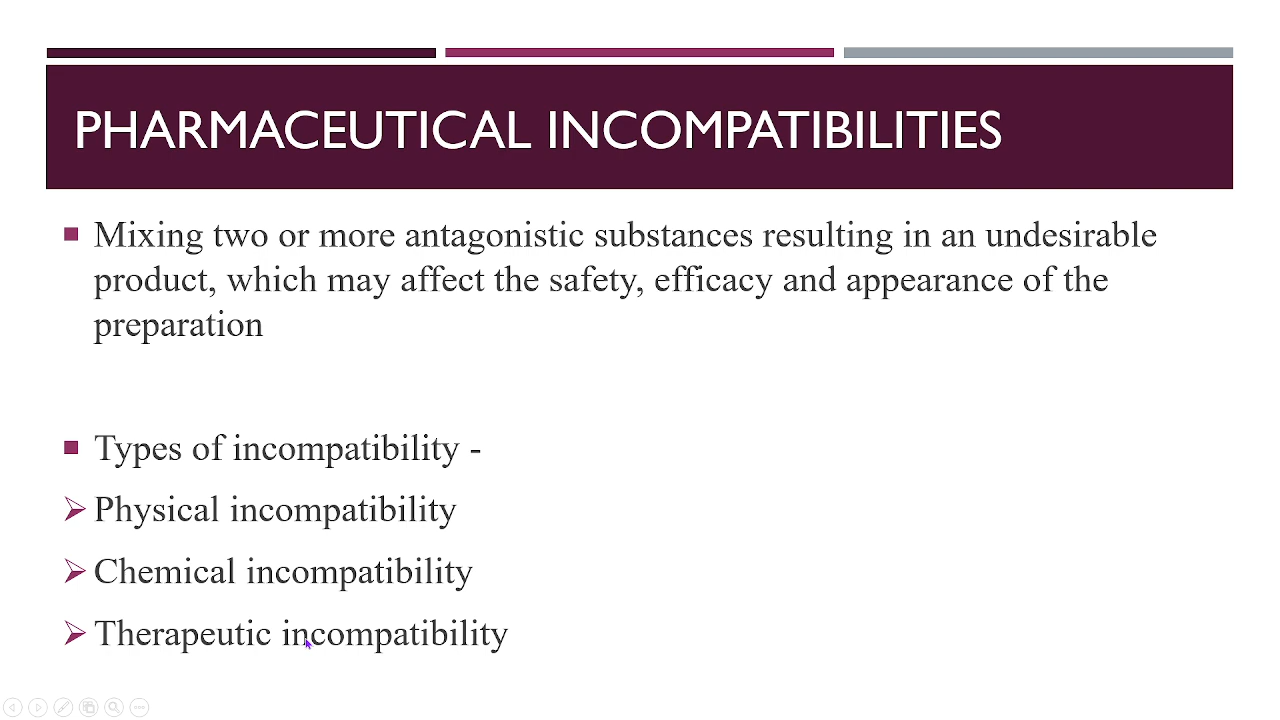 PHARMACEUTICAL INCOMPATIBILITIES
Mixing two or more antagonistic substances resulting in an undesirable
product, which may affect the safety, efficacy and appearance of the
preparation
Types of incompatibility -
Physical incompatibility
Chemical incompatibility
Therapeutic incompatibility